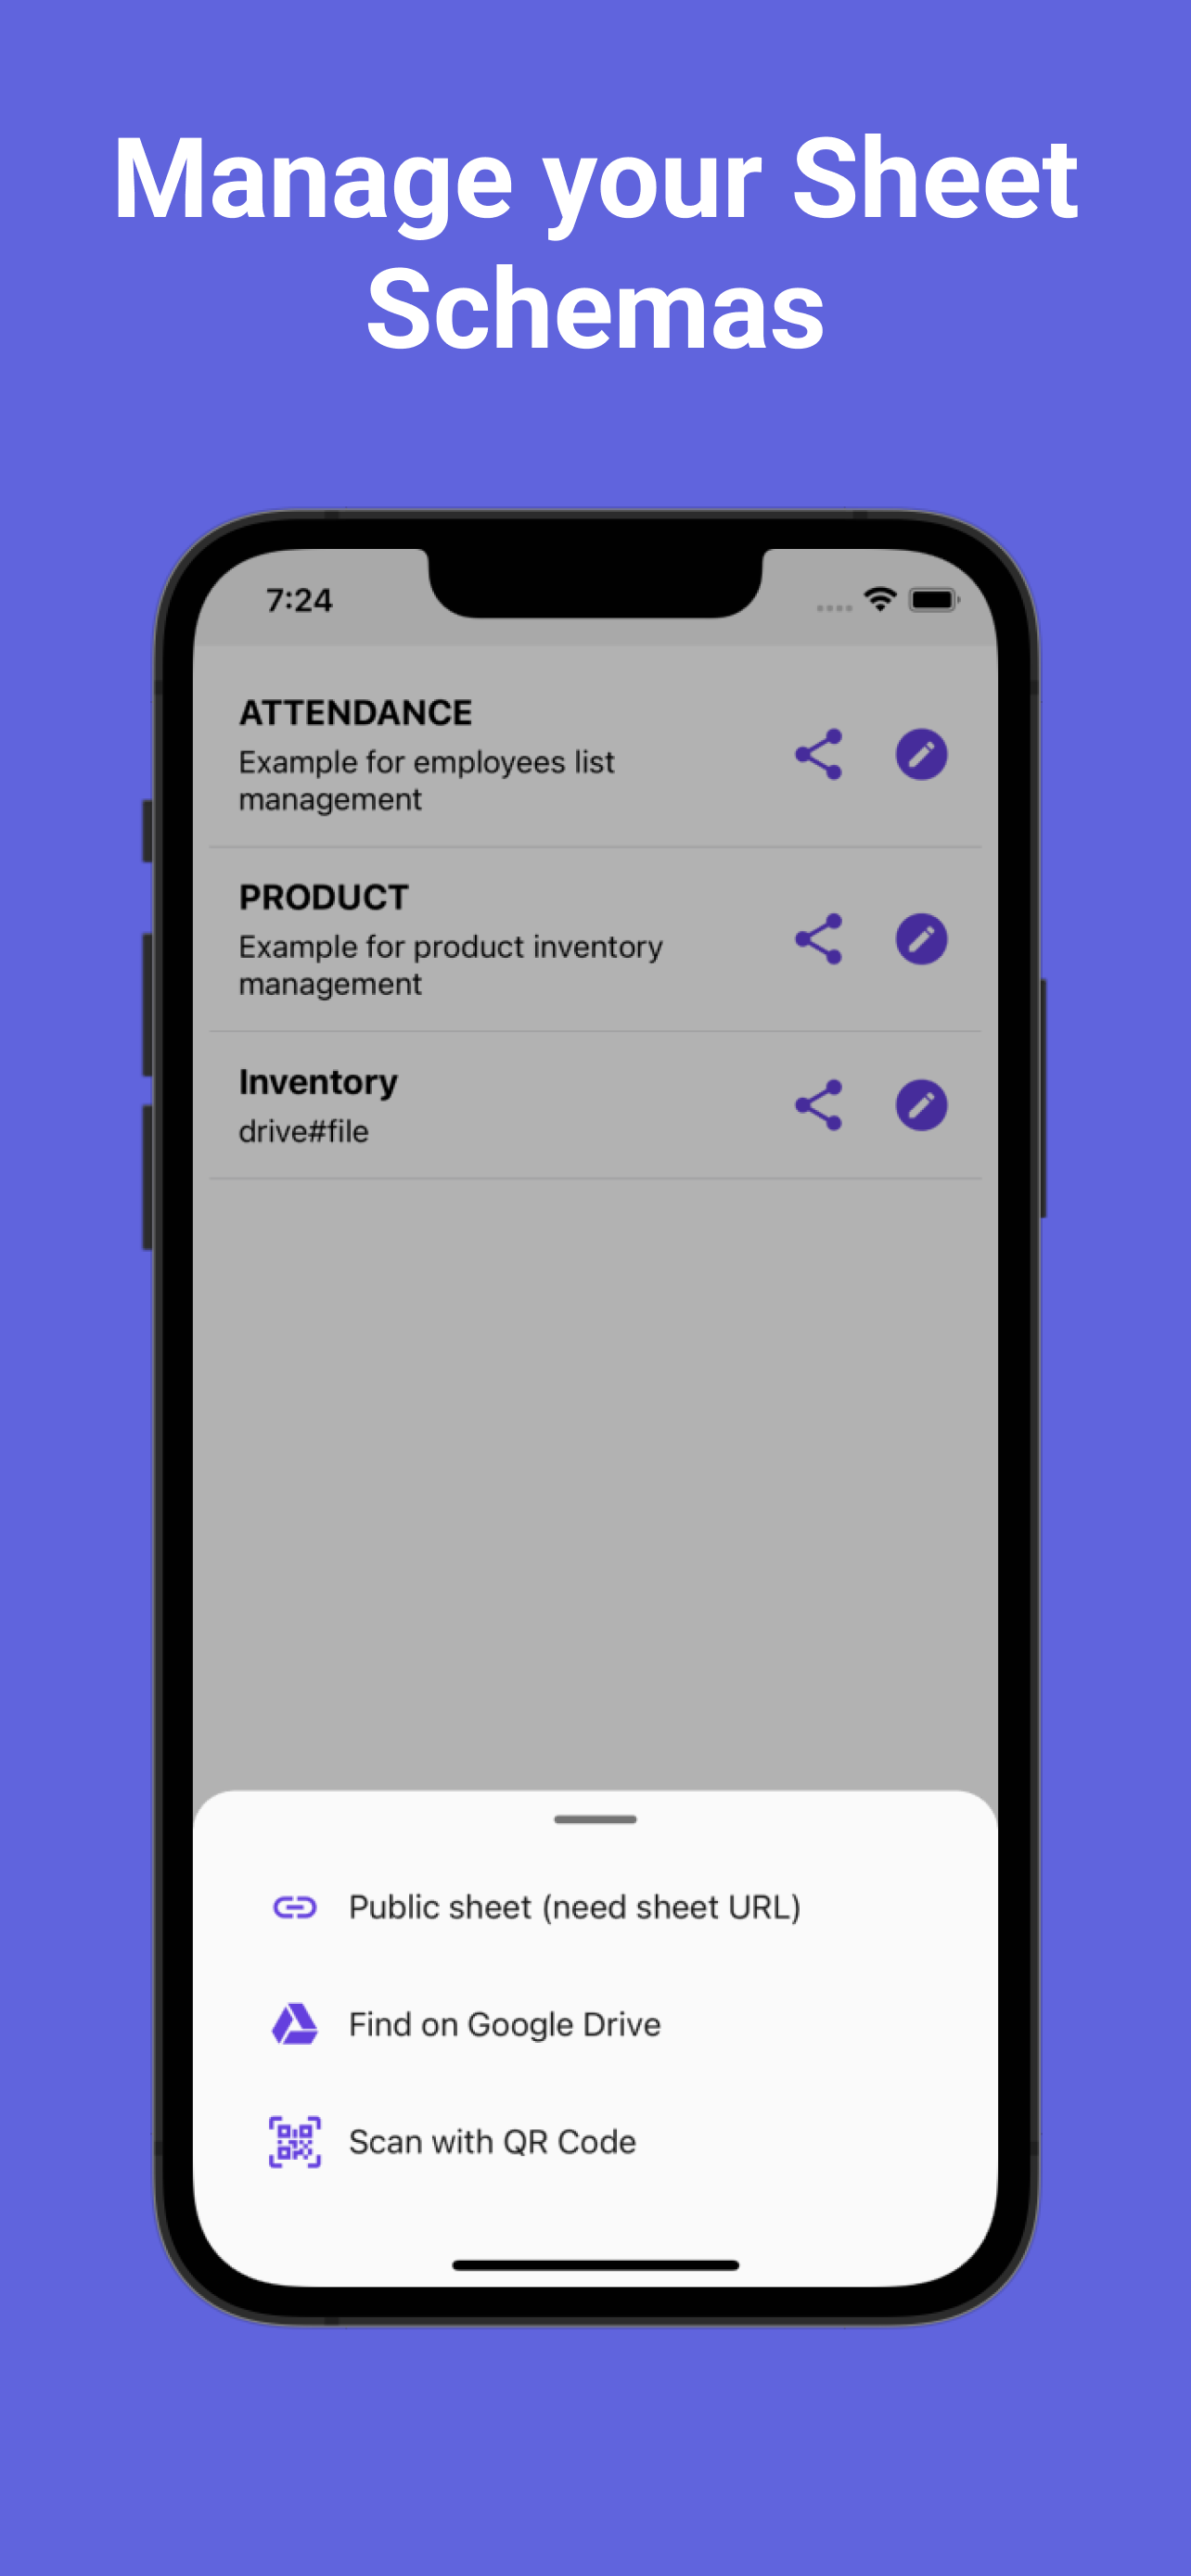 Manage your Sheet
Schemas
7:24
ATTENDANCE
Example for employees list
management
PRODUCT
Example for product inventory
management
Inventory
drive#file
Public sheet (need sheet URL)
Find on Google Drive
Scan with QR Code